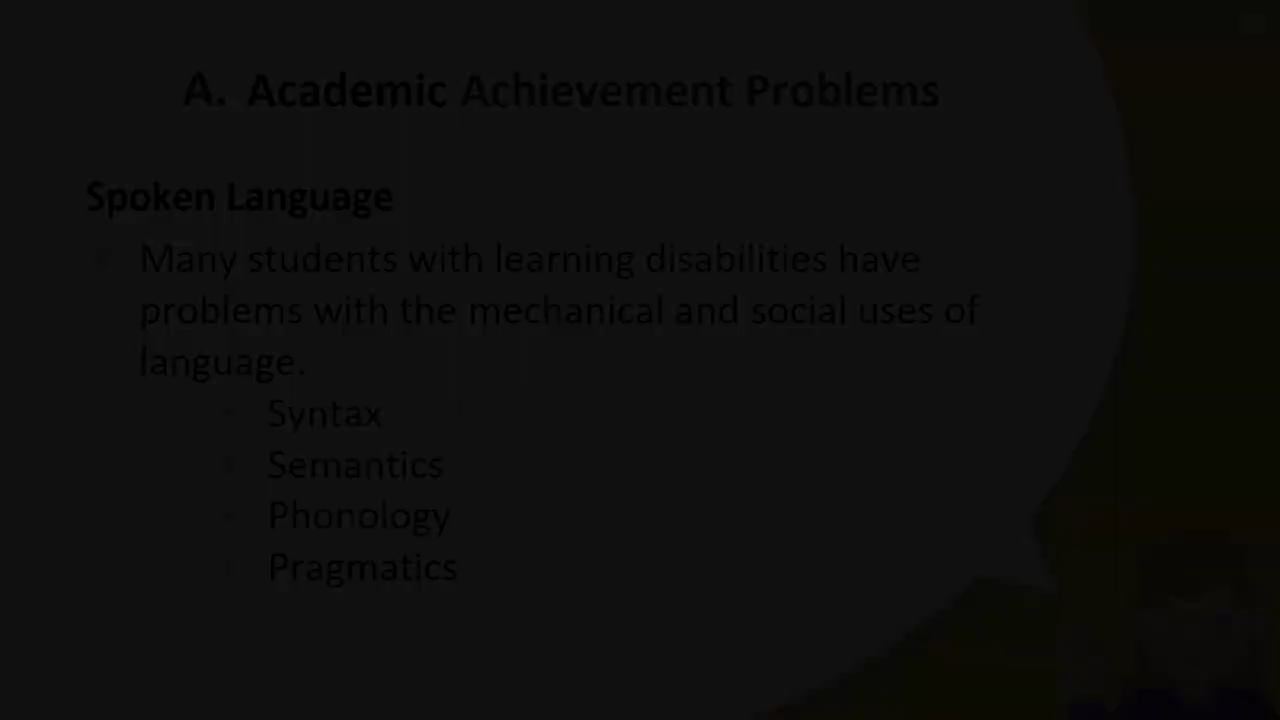 A. Academic Achievement Problems
Spoken Language
Many students with learning disabilities have
problems with the mechanical and social uses of
language.
Syntax
Semantics
Phonology
Pragmatics